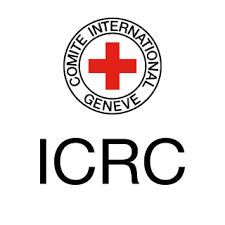 COMITE INTERNATIONAL
GENEVE
ICRC